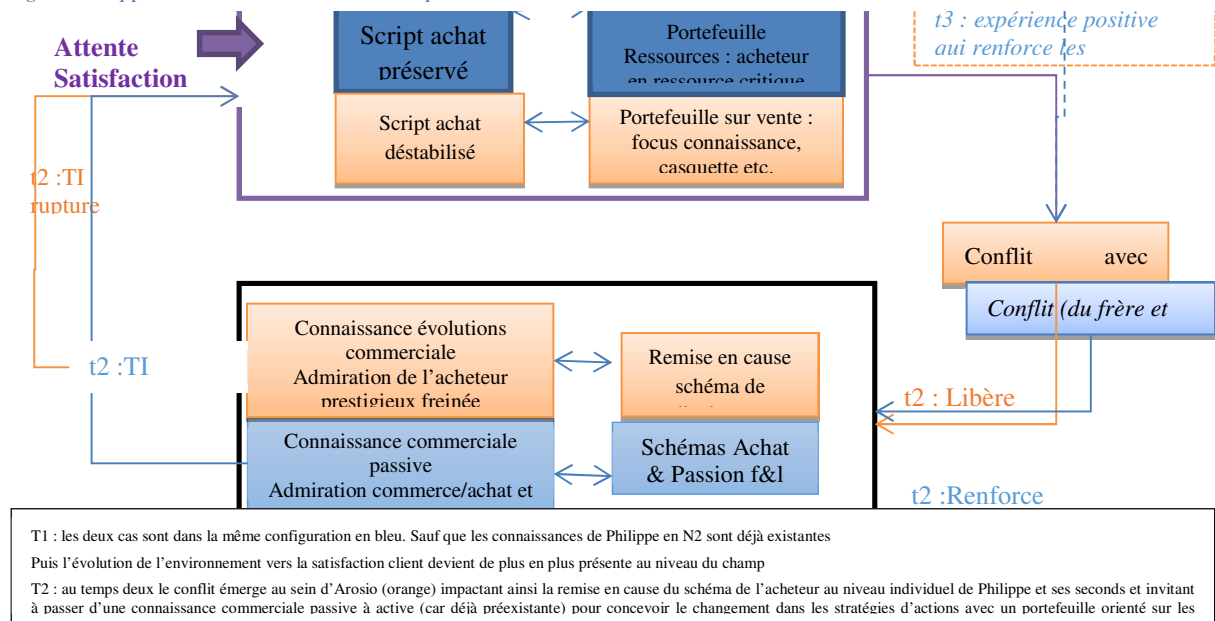 t3 : expérience positive
aui renforce les
Attente
Satisfaction
Script achat
préservé
Portefeuille
Ressources : acheteur
en ressource critique
Script achat
déstabilisé
Portefeuille sur vente :
focus connaissance,
casquette etc.
t2 :TI
rupture
Conflit avec
Conflit (du frère et
Connaissance évolutions
commerciale
Admiration de l’acheteur
prestigieux freinée
Remise en cause
schéma de
t2 :TI
t2 : Libère
Connaissance commerciale
passive
Admiration commerce/achat et
Schémas Achat
& Passion f&l
t2 :Renforce
T1 : les deux cas sont dans la même configuration en bleu. Sauf que les connaissances de Philippe en N2 sont déjà existantes
Puis l’évolution de l’environnement vers la satisfaction client devient de plus en plus présente au niveau du champ
T2 : au temps deux le conflit émerge au sein d’Arosio (orange) impactant ainsi la remise en cause du schéma de l’acheteur au niveau individuel de Philippe et ses seconds et invitant
à passer d’une connaissance commerciale passive à active (car déjà préexistante) pour concevoir le changement dans les stratégies d’actions avec un portefeuille orienté sur les